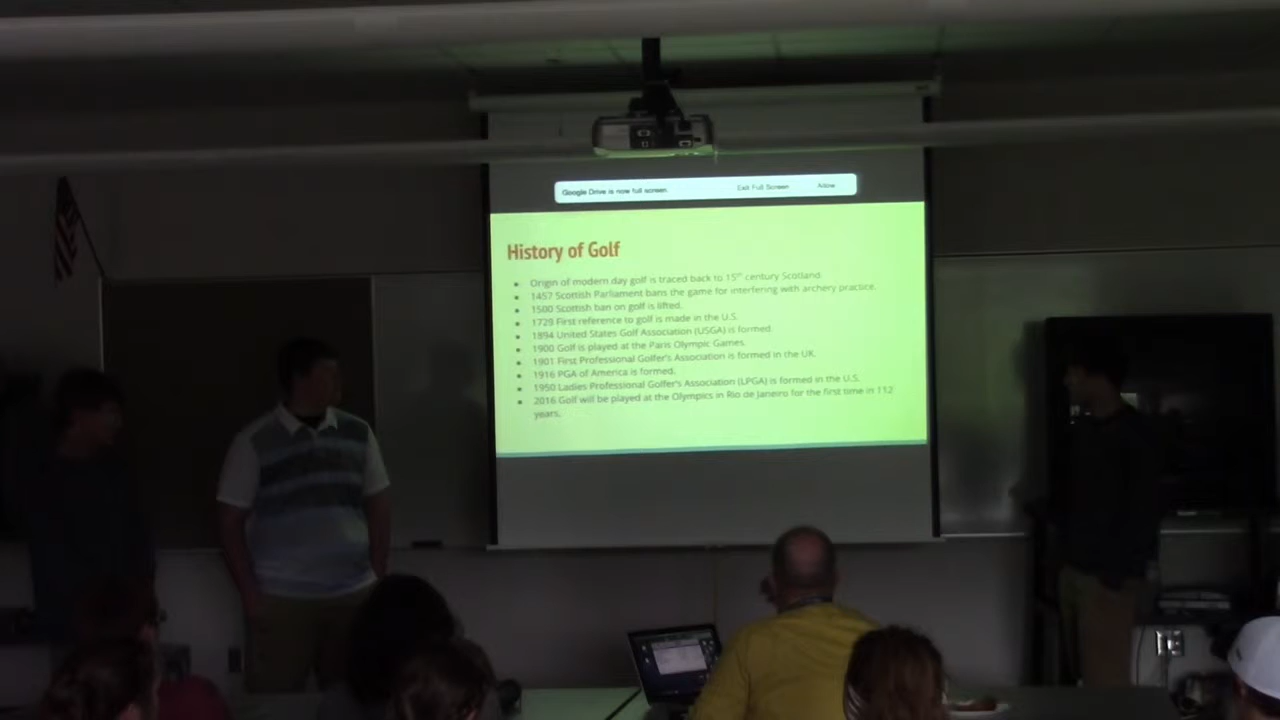 Google Drive is now full screen Exit Full Screen Allow
History of Golf
Origin of modern day golf is traced back to 15th century Scotland.
1457 Scottish Parliament bans the game for interfering with archery practice.
1500 Scottish ban on golf is lifted.
1729 First reference to golf is made in the U.S.
1894 United States Golf Association (USGA) is formed.
1900 Golf is played at the Paris Olympic Games.
1901 First Professional Golfer's Association is formed in the UK.
1916 PGA of America is formed.
1950 Ladies Professional Golfer's Association (LPGA) is formed in the U.S.
2016 Golf will be played at the Olympics in Rio de Janeiro for the first time in 112
years.